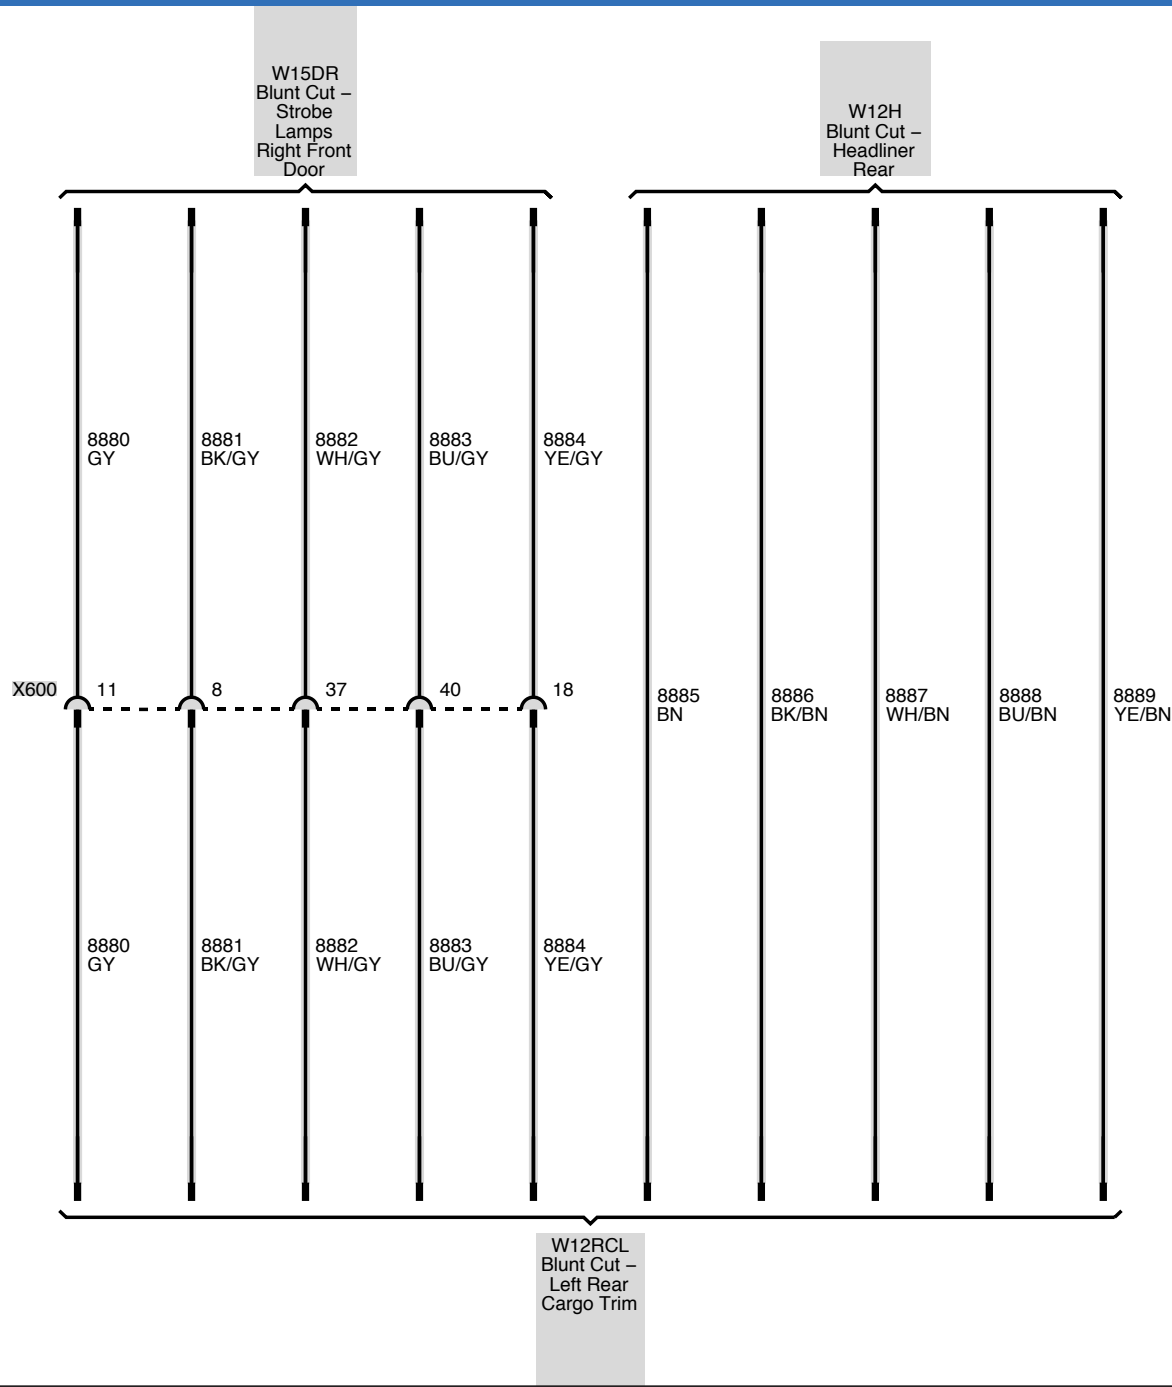 W15DR
Blunt Cut –
Strobe
Lamps
Right Front
Door
W12H
Blunt Cut –
Headliner
Rear
8880
GY
8881
BK/GY
8882
WH/GY
8883
BU/GY
8884
YE/GY
X600
11
8
37
40
18
8885
BN
8886
BK/BN
8887
WH/BN
8888
BU/BN
8889
YE/BN
8880
GY
8881
BK/GY
8882
WH/GY
8883
BU/GY
8884
YE/GY
W12RCL
Blunt Cut –
Left Rear
Cargo Trim